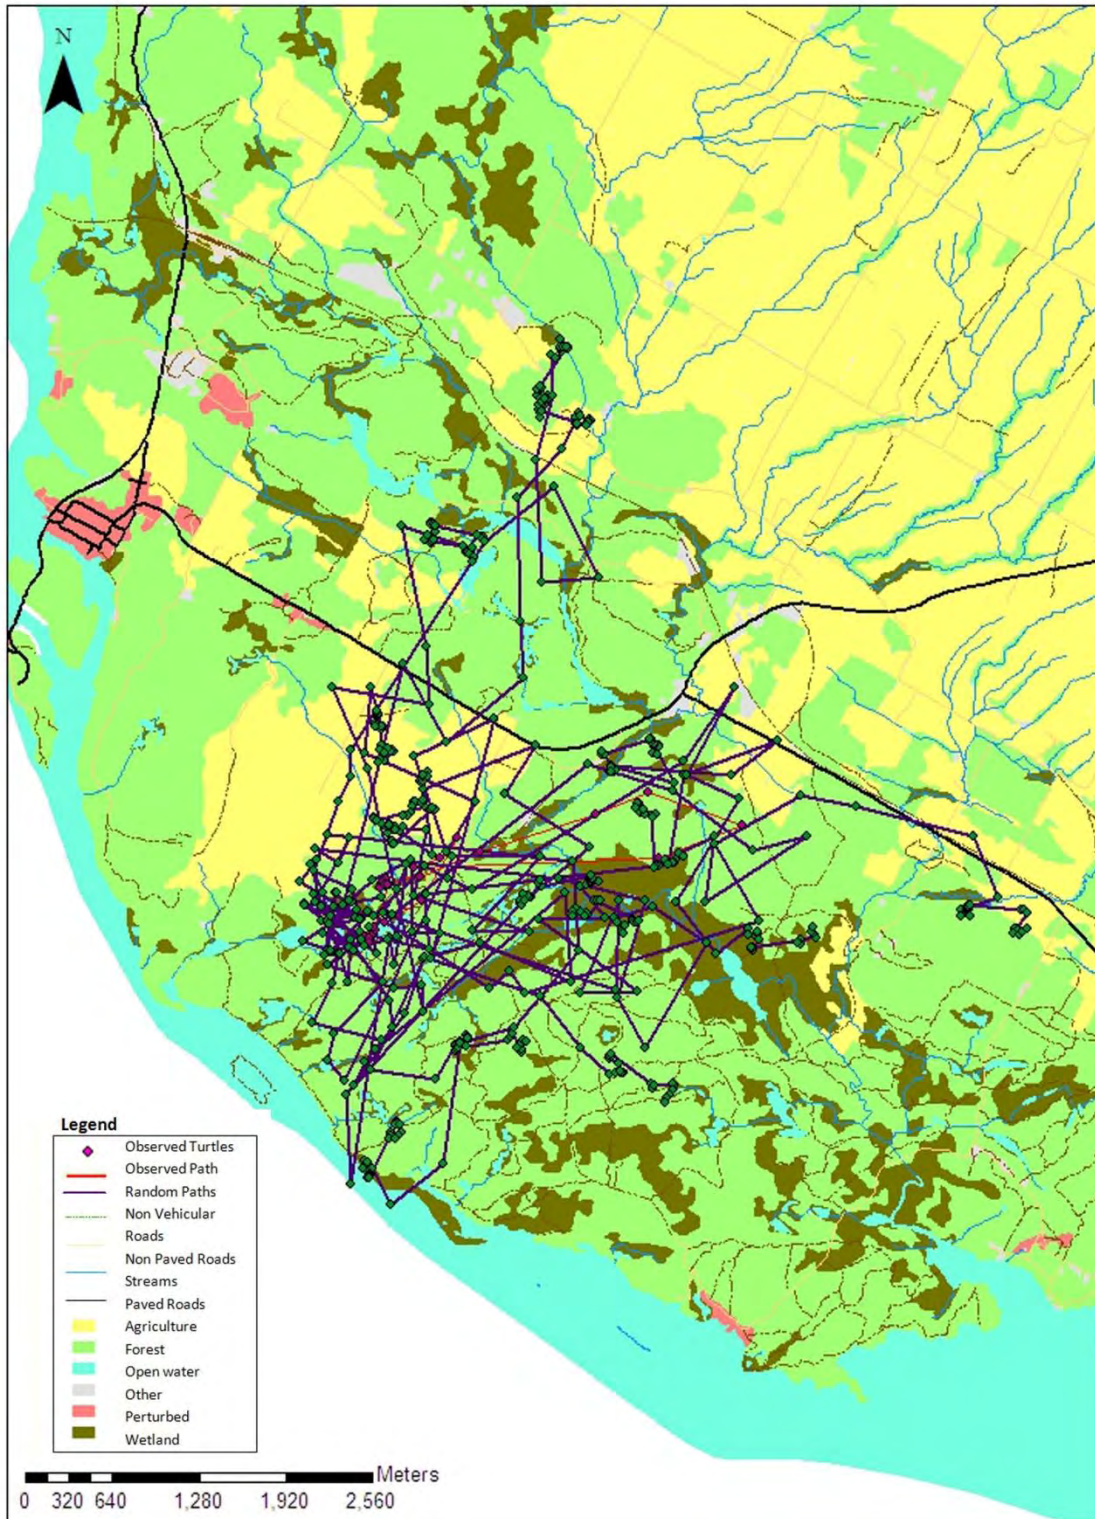 N
Legend
Observed Turtles
Observed Path
Random Paths
Non Vehicular
Roads
Non Paved Roads
Streams
Paved Roads
Agriculture
Forest
Open water
Other
Perturbed
Wetland
Meters
0 320 640 1,280 1,920 2,560